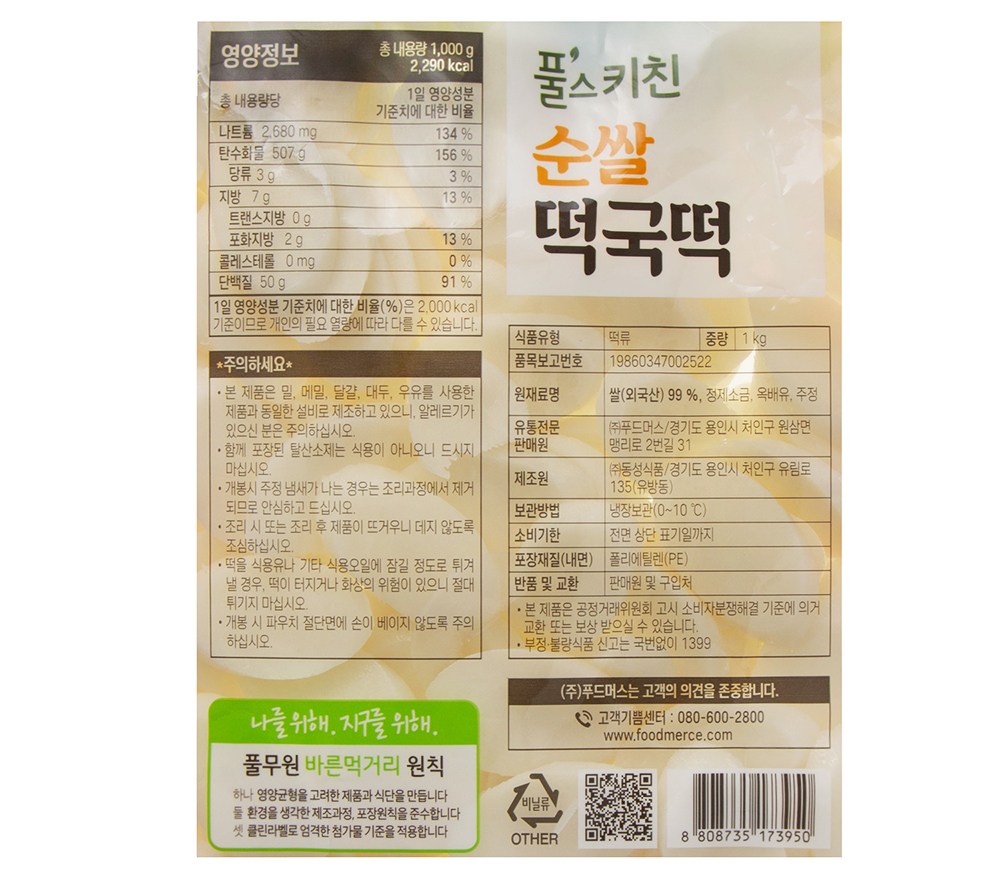 영양정보
총 내용량 1,000 g
2,290 kcal
총 내용량당
1일 영양성분
기준치에 대한 비율
나트륨 2,680 mg 134 %
탄수화물 507 g 156 %
당류 3 g 3 %
지방 7 g 13 %
트랜스지방 0 g
포화지방 2 g 13 %
콜레스테롤 0 mg 0 %
단백질 50 g 91 %
1일 영양성분 기준치에 대한 비율(%)은 2,000 kcal
기준이므로 개인의 필요 열량에 따라 다를 수 있습니다.
*주의하세요*
• 본 제품은 밀, 메밀, 달걀, 대두, 우유를 사용한
제품과 동일한 설비로 제조하고 있으니, 알레르기가
있으신 분은 주의하십시오.
• 함께 포장된 탈산소제는 식용이 아니오니 드시지
마십시오.
• 개봉시 주정 냄새가 나는 경우는 조리과정에서 제거
되므로 안심하고 드십시오.
• 조리 시 또는 조리 후 제품이 뜨거우니 데지 않도록
조심하십시오.
• 떡을 식용유나 기타 식용오일에 잠길 정도로 튀겨
낼 경우, 떡이 터지거나 화상의 위험이 있으니 절대
튀기지 마십시오.
• 개봉 시 파우치 절단면에 손이 베이지 않도록 주의
하십시오.
나를 위해. 지구를 위해.
풀무원 바른먹거리 원칙
하나 영양균형을 고려한 제품과 식단을 만듭니다
둘 환경을 생각한 제조과정, 포장원칙을 준수합니다
셋 클린라벨로 엄격한 첨가물 기준을 적용합니다
풀's 키친
순쌀
떡국떡
식품유형 떡류 중량 1 kg
품목보고번호 19860347002522
원재료명 쌀(외국산) 99 %, 정제소금, 옥배유, 주정
유통전문
판매원
㈜푸드머스/경기도 용인시 처인구 원삼면
맹리로 2번길 31
제조원
㈜동성식품/경기도 용인시 처인구 유림로
135(유방동)
보관방법 냉장보관(0~10 ℃)
소비기한 전면 상단 표기일까지
포장재질(내면) 폴리에틸렌(PE)
반품 및 교환 판매원 및 구입처
• 본 제품은 공정거래위원회 고시 소비자분쟁해결 기준에 의거
교환 또는 보상 받으실 수 있습니다.
• 부정·불량식품 신고는 국번없이 1399
(주)푸드머스는 고객의 의견을 존중합니다.
고객기쁨센터 : 080-600-2800
www.foodmerce.com
비닐류
OTHER
8 808735 173950